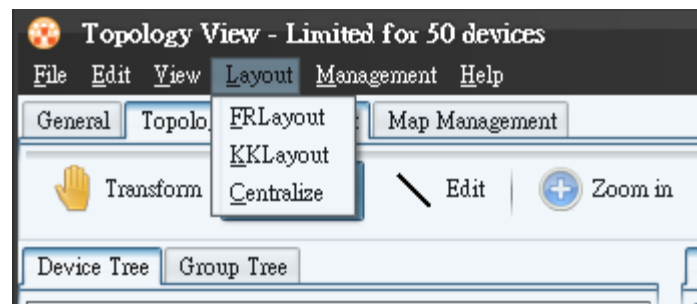 Topology View - Limited for 50 devices
File Edit View Layout Management Help
General Topolo Map Management
FRLayout
KKLayout
Centralize
Transform Edit Zoom in
Device Tree Group Tree